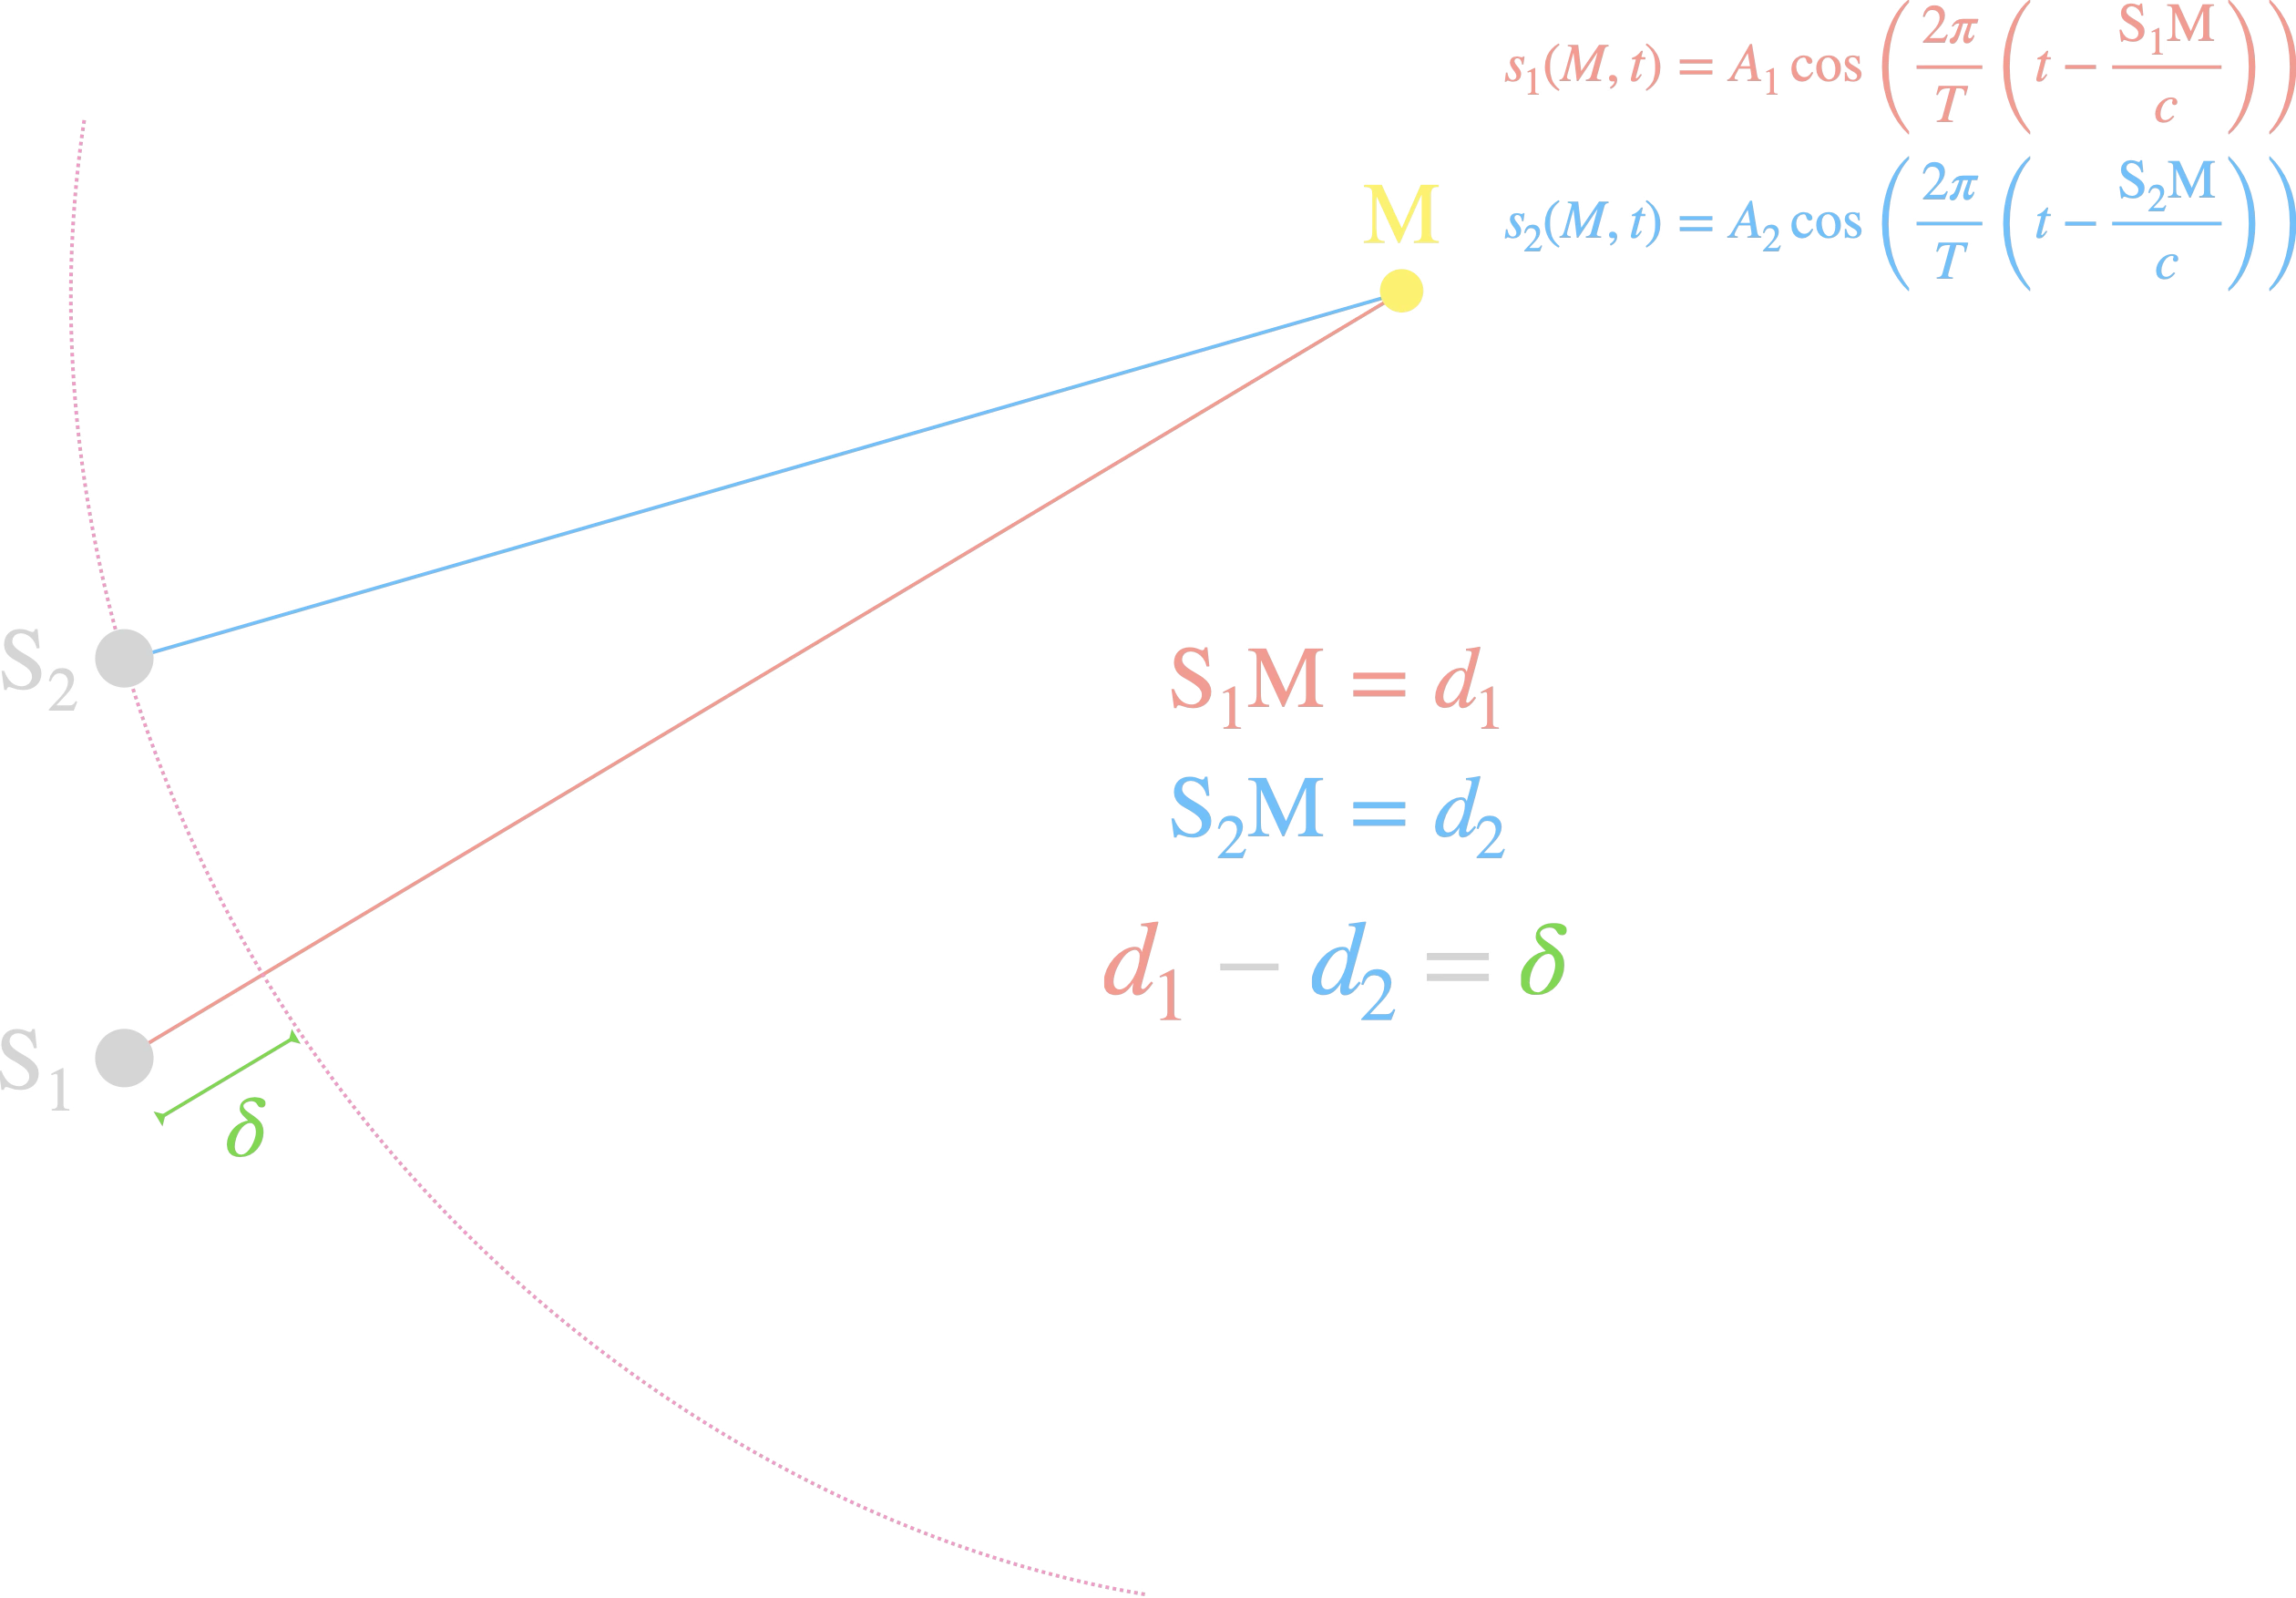 s₁(M, t) = A₁ cos(2π/T (t − S₁M/c))
s₂(M, t) = A₂ cos(2π/T (t − S₂M/c))
M
S₂
S₁M = d₁
S₂M = d₂
d₁ − d₂ = δ
S₁
δ